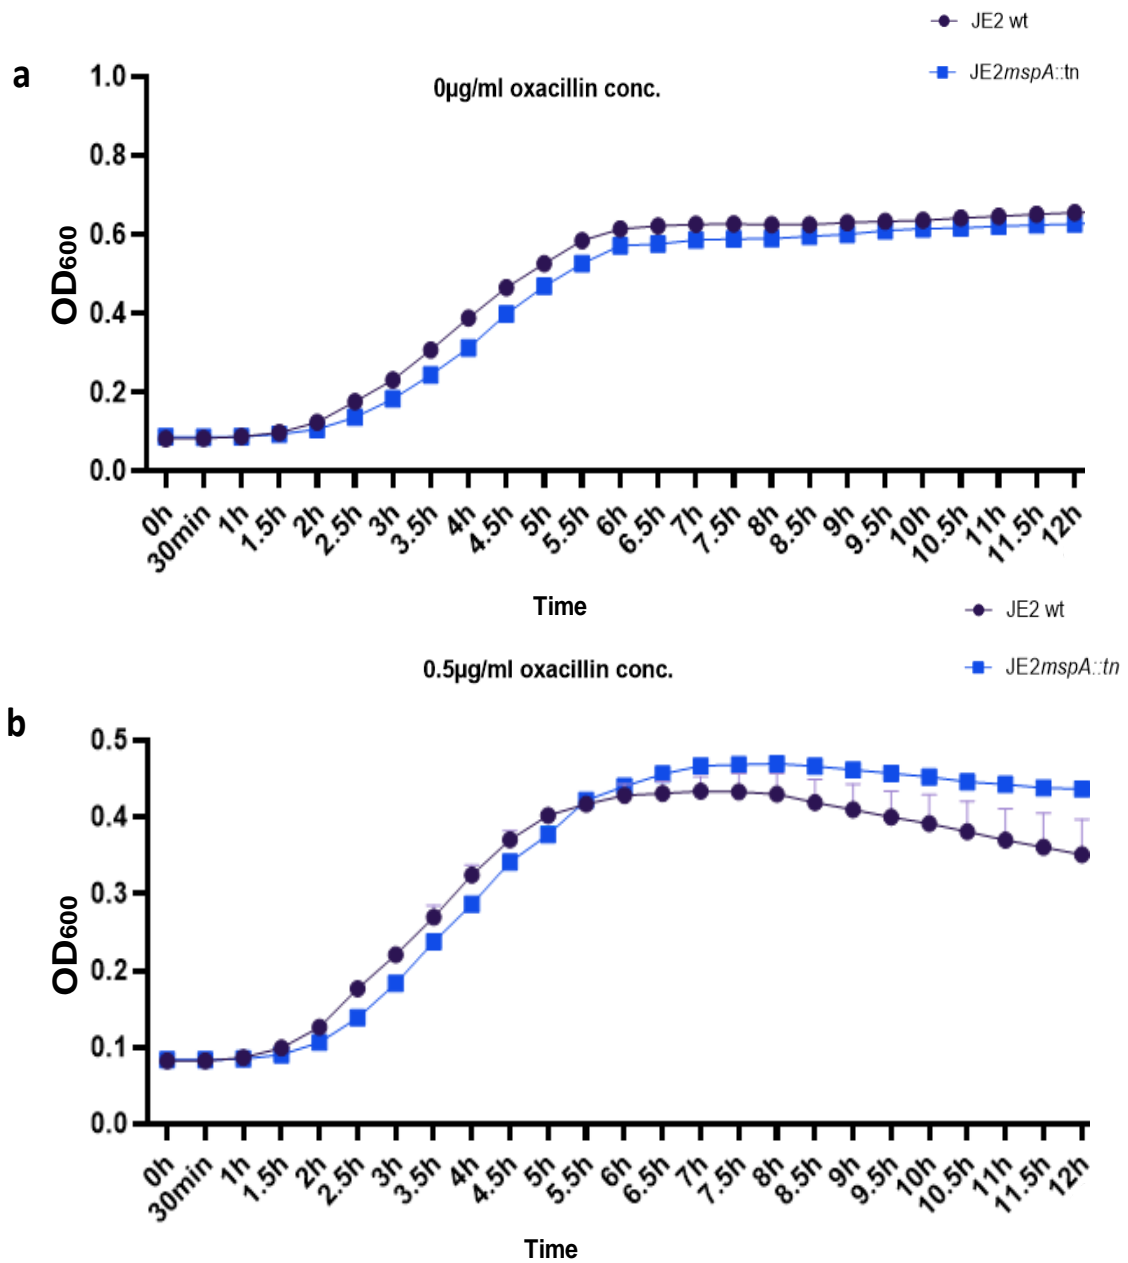 JE2 wt
a
JE2mspA::tn
0µg/ml oxacillin conc.
1.0
0.8
0.6
0.4
0.2
0.0
OD600
0h
30min
1h
1.5h
2h
2.5h
3h
3.5h
4h
4.5h
5h
5.5h
6h
6.5h
7h
7.5h
8h
8.5h
9h
9.5h
10h
10.5h
11h
11.5h
12h
Time
JE2 wt
JE2mspA::tn
0.5µg/ml oxacillin conc.
b
0.5
0.4
0.3
0.2
0.1
0.0
OD600
0h
30min
1h
1.5h
2h
2.5h
3h
3.5h
4h
4.5h
5h
5.5h
6h
6.5h
7h
7.5h
8h
8.5h
9h
9.5h
10h
10.5h
11h
11.5h
12h
Time